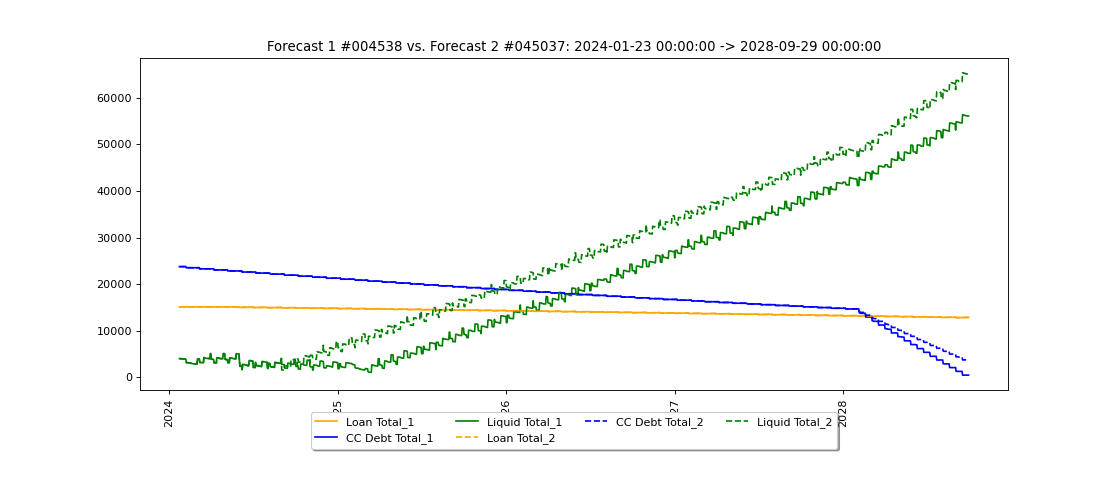 Forecast 1 #004538 vs. Forecast 2 #045037: 2024-01-23 00:00:00 -> 2028-09-29 00:00:00
60000
50000
40000
30000
20000
10000
0
2024
25
26
27
2028
Loan Total_1
Liquid Total_1
CC Debt Total_2
Liquid Total_2
CC Debt Total_1
Loan Total_2